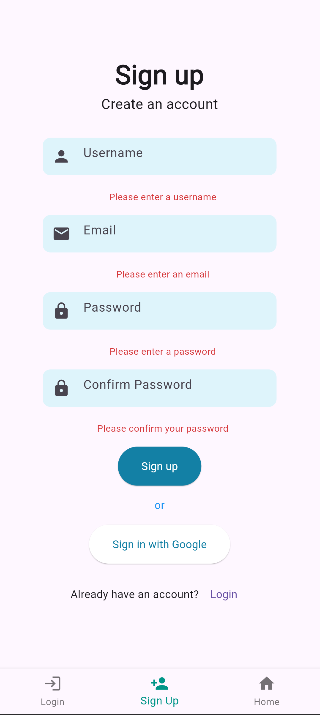 Sign up
Create an account
Username
Please enter a username
Email
Please enter an email
Password
Please enter a password
Confirm Password
Please confirm your password
Sign up
or
Sign in with Google
Already have an account? Login
Login Sign Up Home